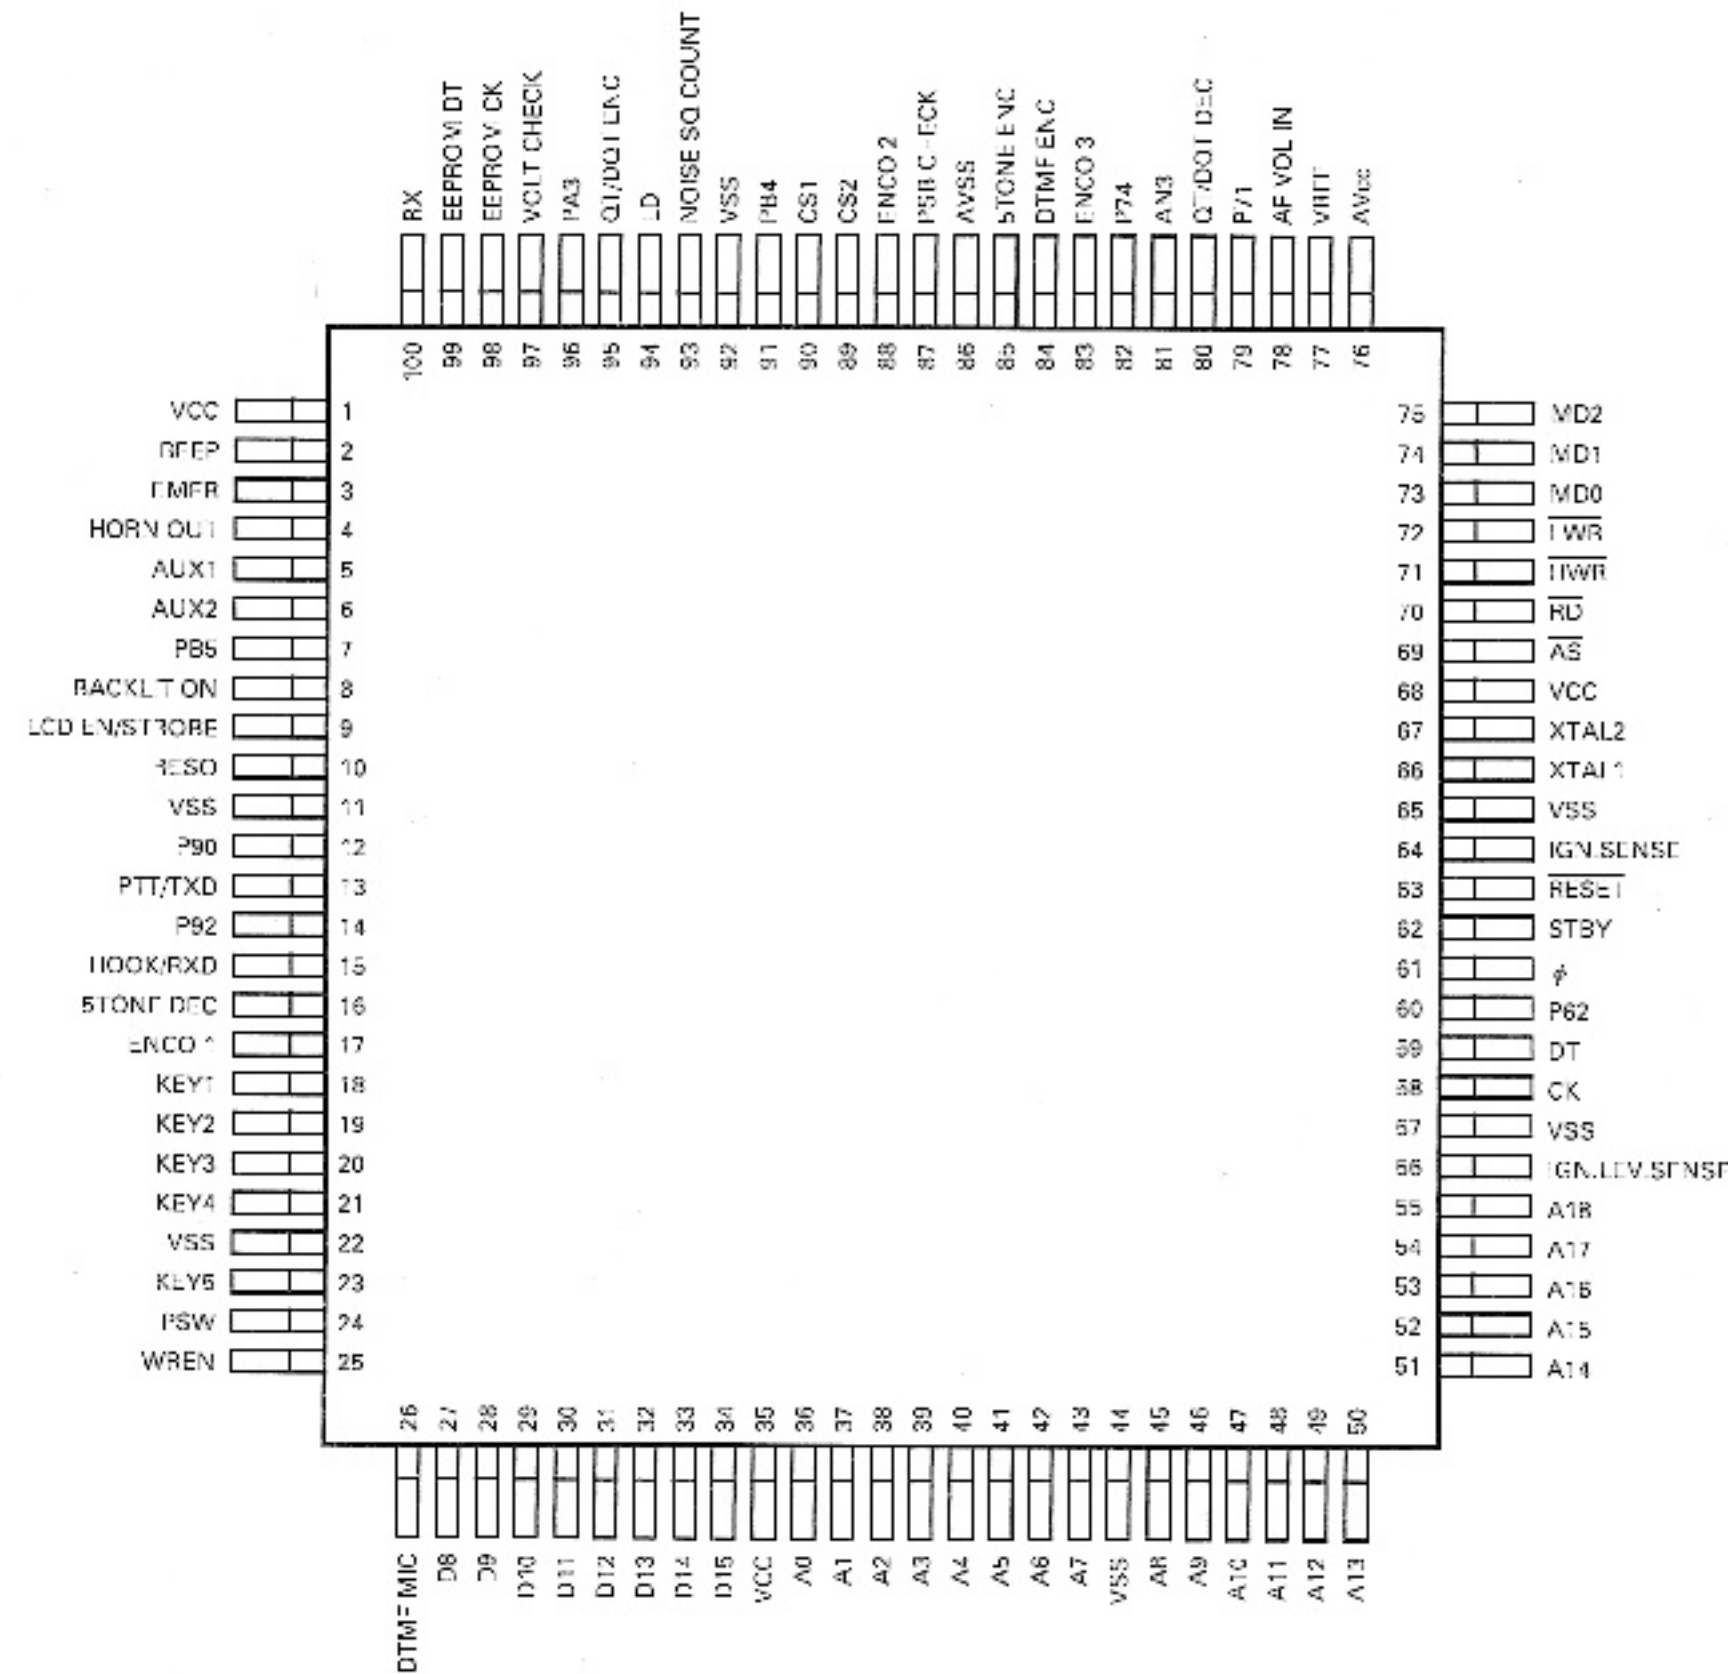 RX
EEPROM DT
EEPROM CK
VOLT CHECK
PA3
QT/DQT ENC
LD
NOISE SQ COUNT
VSS
PB4
CS1
CS2
ENCO 2
PSB CHECK
AVSS
5TONE ENC
DTMF ENC
ENCO 3
P74
AN3
QT/DQT DEC
P71
AF VOL IN
VREF
AVcc
100 99 98 97 96 95 94 93 92 91 90 89 88 87 86 85 84 83 82 81 80 79 78 77 76
VCC 1
BEEP 2
EMER 3
HORN OUT 4
AUX1 5
AUX2 6
PB5 7
BACKLIT ON 8
LCD EN/STROBE 9
RESO 10
VSS 11
P90 12
PTT/TXD 13
P92 14
HOOK/RXD 15
5TONE DEC 16
ENCO 1 17
KEY1 18
KEY2 19
KEY3 20
KEY4 21
VSS 22
KEY5 23
PSW 24
WREN 25
75 MD2
74 MD1
73 MD0
72 LWR
71 HWR
70 RD
69 AS
68 VCC
67 XTAL2
66 XTAL1
65 VSS
64 IGN.SENSE
63 RESET
62 STBY
61 ϕ
60 P62
59 DT
58 CK
57 VSS
56 IGN.LEV.SENSE
55 A18
54 A17
53 A16
52 A15
51 A14
26 27 28 29 30 31 32 33 34 35 36 37 38 39 40 41 42 43 44 45 46 47 48 49 50
DTMF MIC
D8
D9
D10
D11
D12
D13
D14
D15
VCC
A0
A1
A2
A3
A4
A5
A6
A7
VSS
A8
A9
A10
A11
A12
A13